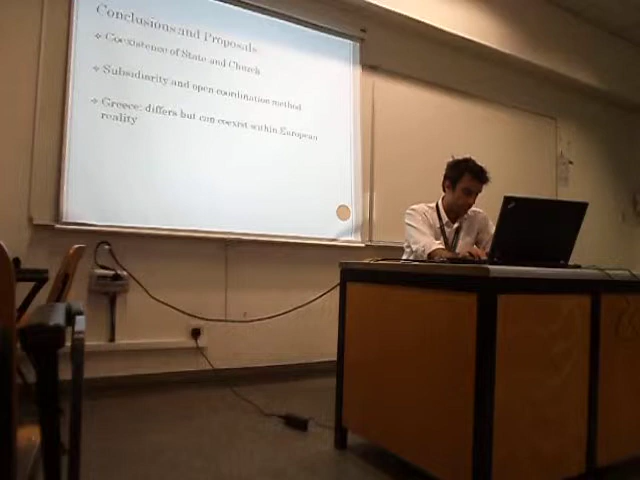 Conclusions and Proposals
Coexistence of State and Church
Subsidiarity and open coordination method
Greece: differs but can coexist within European
reality